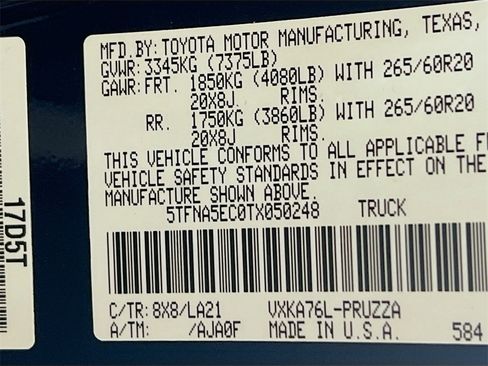 MFD.BY:TOYOTA MOTOR MANUFACTURING, TEXAS,
GVWR: 3345KG (7375LB)
GAWR: FRT. 1850KG (4080LB) WITH 265/60R20
20X8J RIMS.
RR. 1750KG (3860LB) WITH 265/60R20
20X8J RIMS.
THIS VEHICLE CONFORMS TO ALL APPLICABLE
VEHICLE SAFETY STANDARDS IN EFFECT ON THE
MANUFACTURE SHOWN ABOVE.
5TFNA5EC0TX050248 TRUCK
C/TR: 8X8/LA21 VXKA76L-PRUZZA
A/TM: /AJA0F MADE IN U.S.A. 584
17D5T